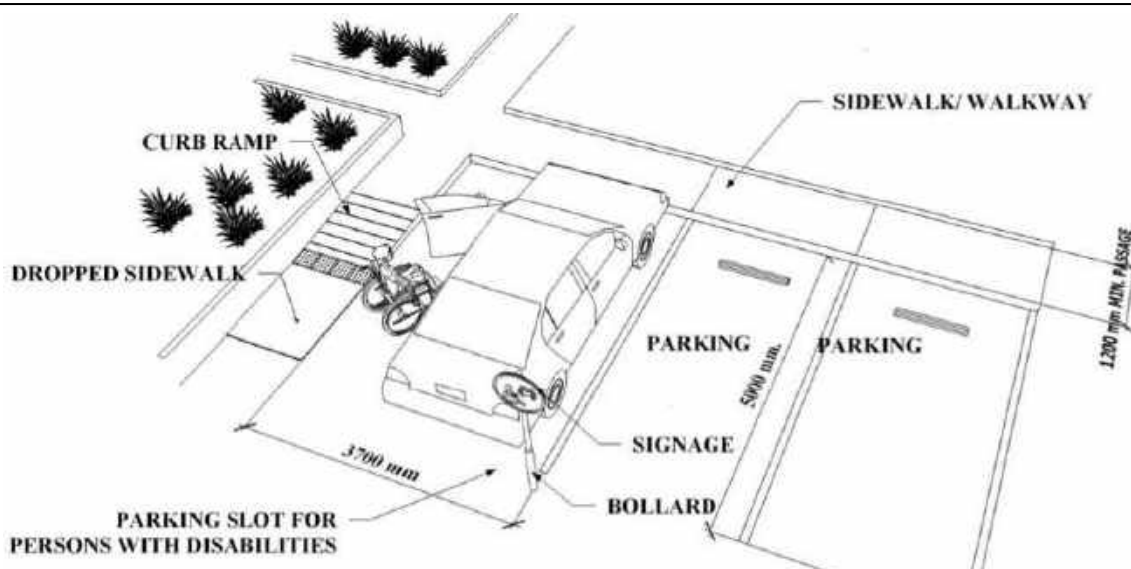 SIDEWALK/ WALKWAY
CURB RAMP
DROPPED SIDEWALK
1200 mm MIN. PASSAGE
PARKING
PARKING
5000 mm.
SIGNAGE
3700 mm
BOLLARD
PARKING SLOT FOR
PERSONS WITH DISABILITIES